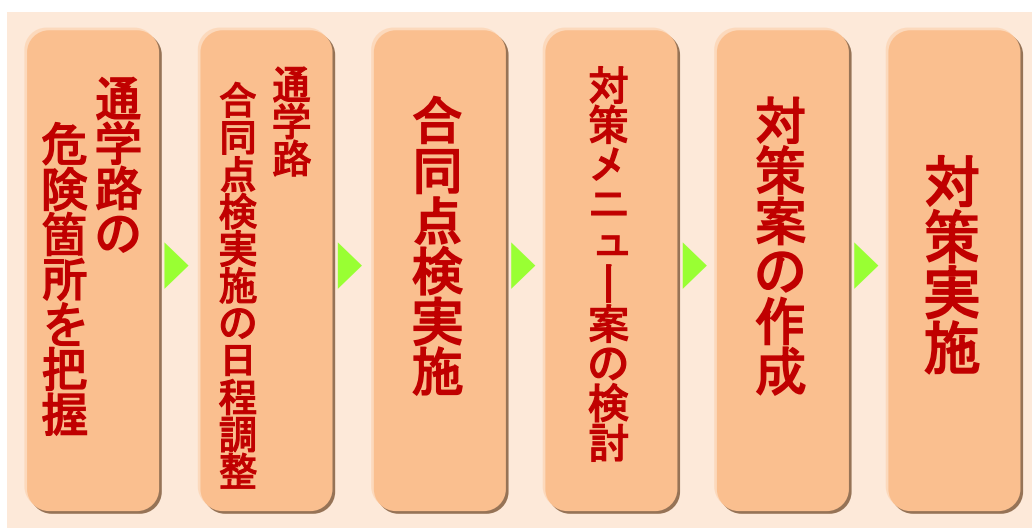 通学路の
危険箇所を把握
通学路
合同点検実施の日程調整
合同点検実施
対策メニュー案の検討
対策案の作成
対策実施